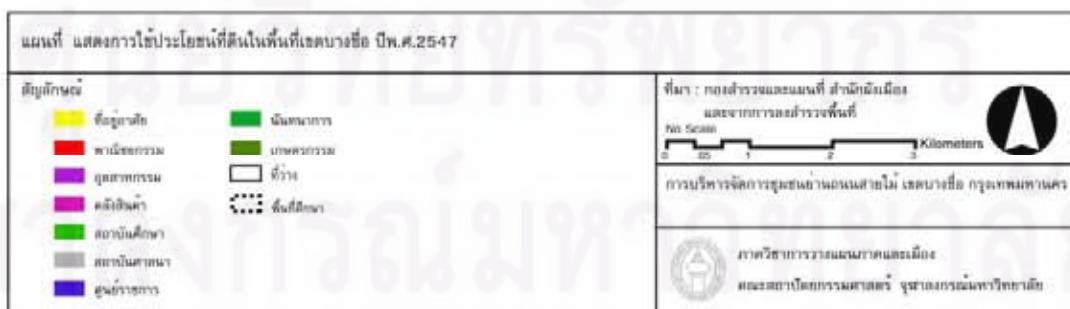 ศูนย์วิทยทรัพยากร
แผนที่ แสดงการใช้ประโยชน์ที่ดินในพื้นที่เขตบางซื่อ ปีพ.ศ.2547
สัญลักษณ์
ที่อยู่อาศัย
พาณิชยกรรม
อุตสาหกรรม
คลังสินค้า
สถาบันศึกษา
สถาบันศาสนา
ศูนย์ราชการ
นันทนาการ
เกษตรกรรม
ที่ว่าง
พื้นที่ศึกษา
ที่มา : กองสำรวจและแผนที่ สำนักผังเมือง
และจากการลงสำรวจพื้นที่
No Scale
Kilometers
0 .05 1 2 3
การบริหารจัดการชุมชนย่านถนนสายไม้ เขตบางซื่อ กรุงเทพมหานคร
ภาควิชาการวางแผนภาคและเมือง
คณะสถาปัตยกรรมศาสตร์ จุฬาลงกรณ์มหาวิทยาลัย